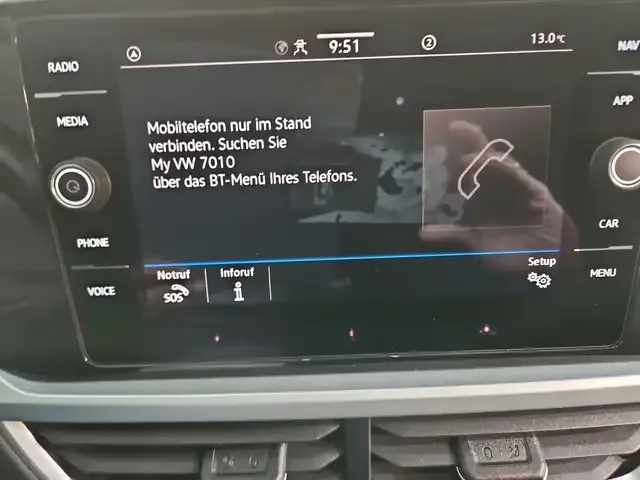 RADIO
MEDIA
PHONE
VOICE
9:51
2
13.0°C
Mobiltelefon nur im Stand
verbinden. Suchen Sie
My VW 7010
über das BT-Menü Ihres Telefons.
Notruf
SOS
Inforuf
i
Setup
NAV
APP
CAR
MENU